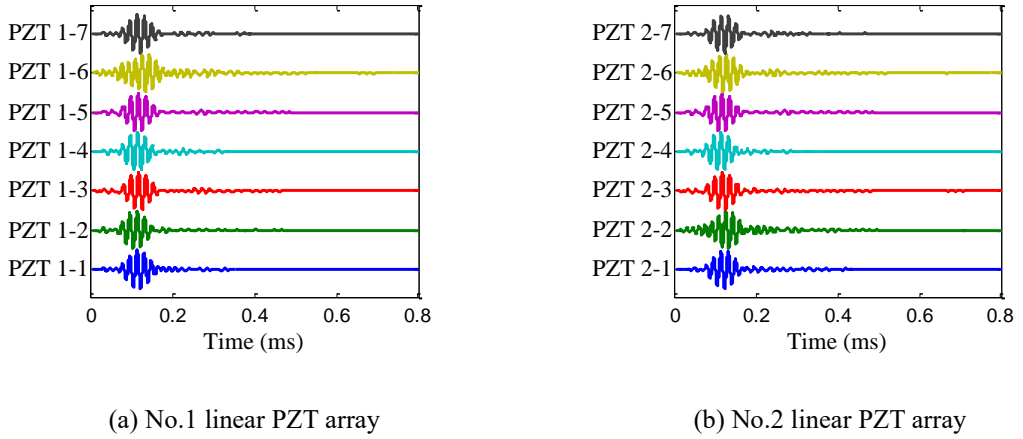 PZT 1-7
PZT 1-6
PZT 1-5
PZT 1-4
PZT 1-3
PZT 1-2
PZT 1-1
0 0.2 0.4 0.6 0.8
Time (ms)
(a) No.1 linear PZT array
PZT 2-7
PZT 2-6
PZT 2-5
PZT 2-4
PZT 2-3
PZT 2-2
PZT 2-1
0 0.2 0.4 0.6 0.8
Time (ms)
(b) No.2 linear PZT array